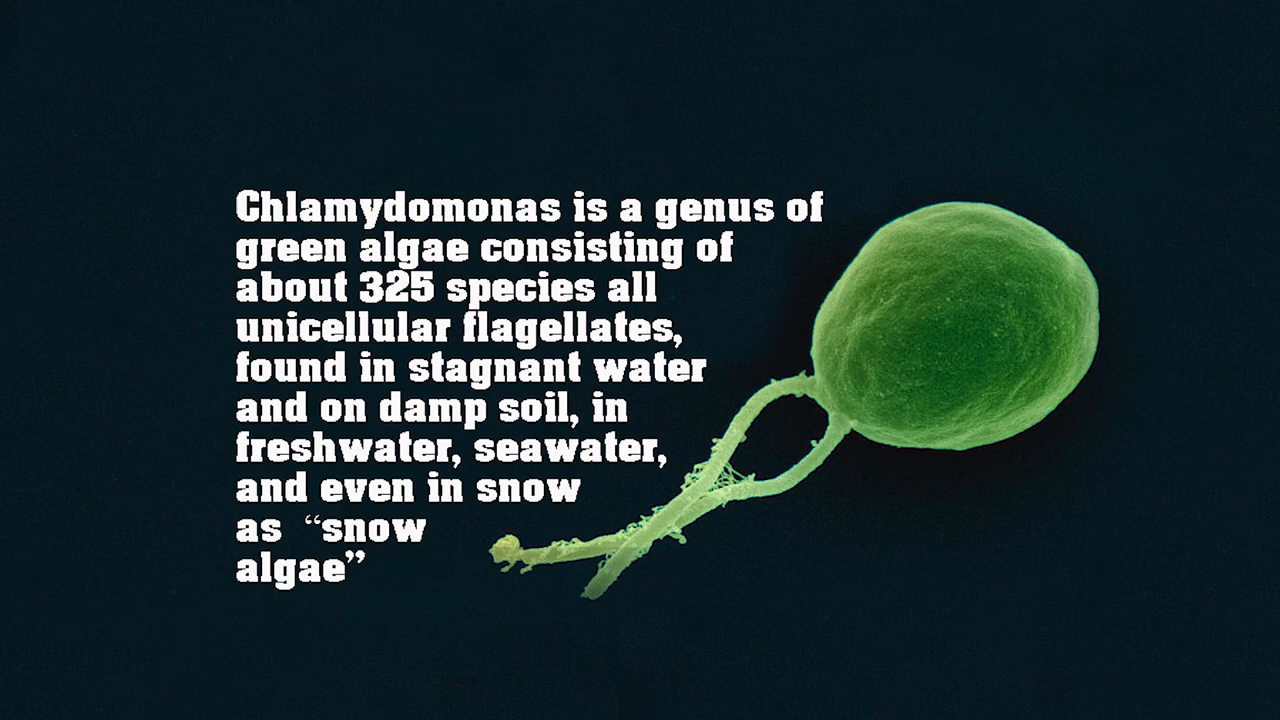 Chlamydomonas is a genus of
green algae consisting of
about 325 species all
unicellular flagellates,
found in stagnant water
and on damp soil, in
freshwater, seawater,
and even in snow
as “snow
algae”